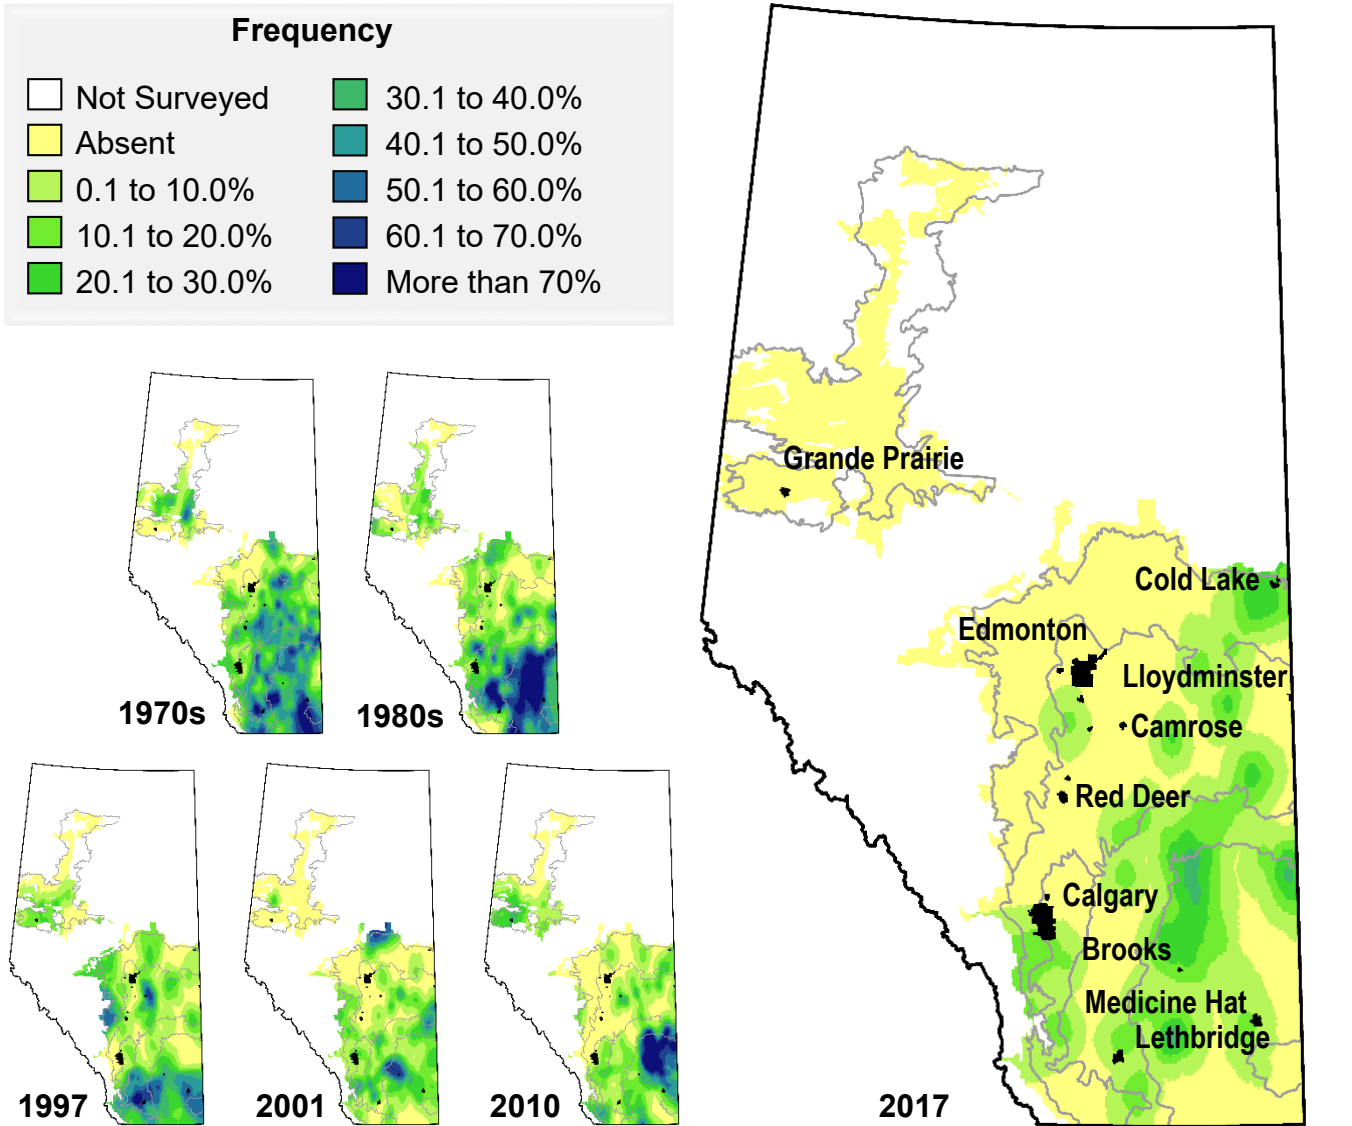 Frequency
Not Surveyed
Absent
0.1 to 10.0%
10.1 to 20.0%
20.1 to 30.0%
30.1 to 40.0%
40.1 to 50.0%
50.1 to 60.0%
60.1 to 70.0%
More than 70%
1970s
1980s
1997
2001
2010
Grande Prairie
Cold Lake
Edmonton
Lloydminster
Camrose
Red Deer
Calgary
Brooks
Medicine Hat
Lethbridge
2017